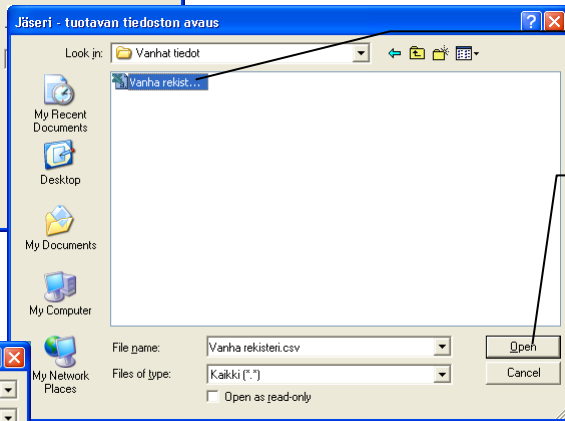 Jäseri - tuotavan tiedoston avaus
Look in: Vanhat tiedot
Vanha rekist...
My Recent
Documents
Desktop
My Documents
My Computer
My Network
Places
File name: Vanha rekisteri.csv Open
Files of type: Kaikki (*.*) Cancel
Open as read-only